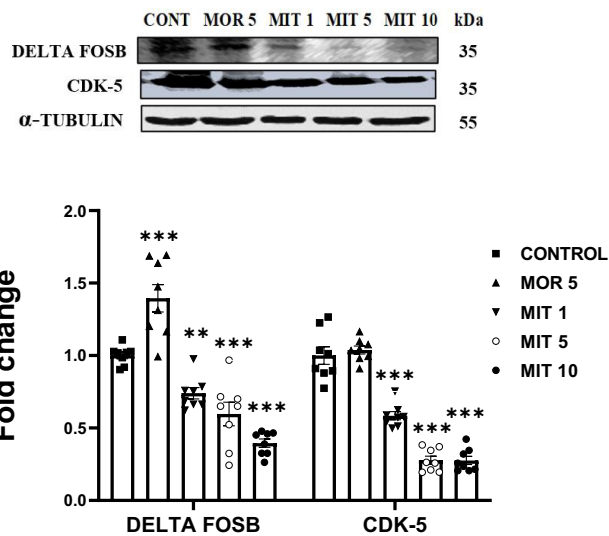 CONT MOR 5 MIT 1 MIT 5 MIT 10 kDa
DELTA FOSB 35
CDK-5 35
α-TUBULIN 55
Fold change
2.0
1.5
1.0
0.5
0.0
***
** ***
***
***
*** ***
CONTROL
MOR 5
MIT 1
MIT 5
MIT 10
DELTA FOSB CDK-5